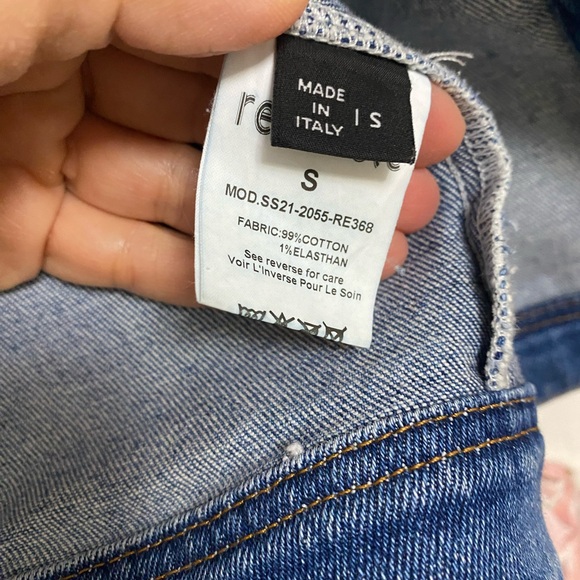 MADE
IN
ITALY
S
S
MOD.SS21-2055-RE368
FABRIC:99%COTTON
1%ELASTHAN
See reverse for care
Voir L'Inverse Pour Le Soin